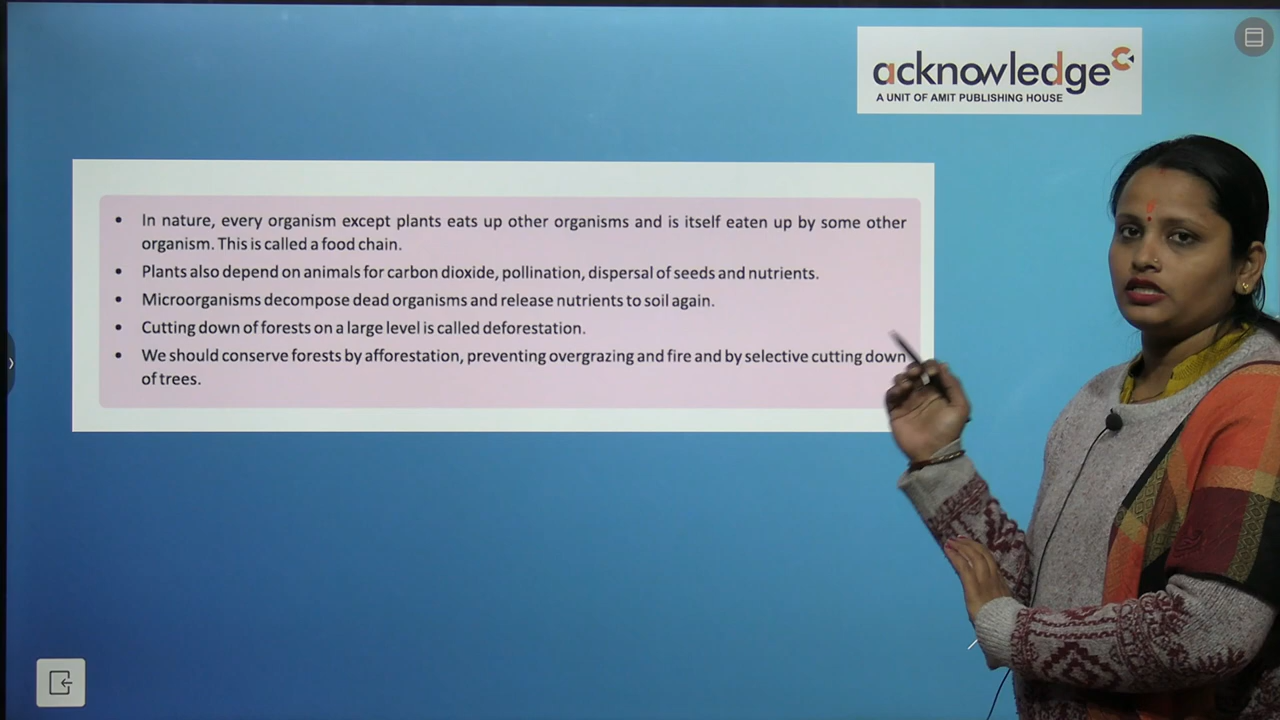 acknowledge
A UNIT OF AMIT PUBLISHING HOUSE
• In nature, every organism except plants eats up other organisms and is itself eaten up by some other
organism. This is called a food chain.
• Plants also depend on animals for carbon dioxide, pollination, dispersal of seeds and nutrients.
• Microorganisms decompose dead organisms and release nutrients to soil again.
• Cutting down of forests on a large level is called deforestation.
• We should conserve forests by afforestation, preventing overgrazing and fire and by selective cutting down
of trees.